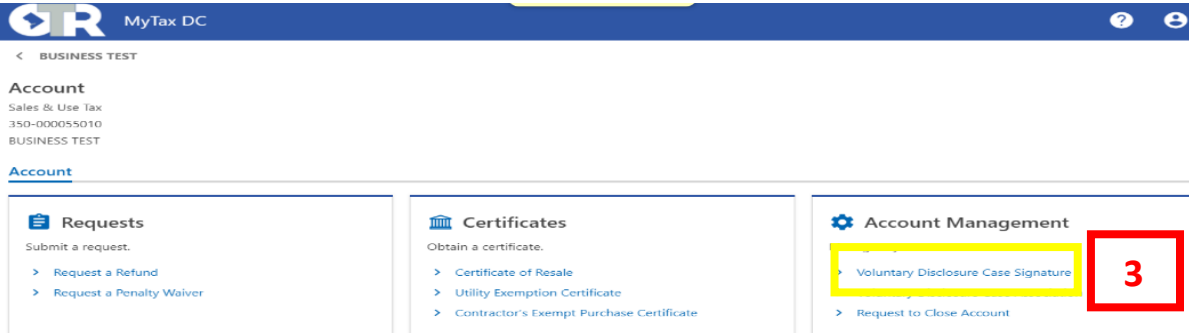 OTR MyTax DC ?
< BUSINESS TEST
Account
Sales & Use Tax
350-000055010
BUSINESS TEST
Account
Requests
Submit a request.
> Request a Refund
> Request a Penalty Waiver
Certificates
Obtain a certificate.
> Certificate of Resale
> Utility Exemption Certificate
> Contractor's Exempt Purchase Certificate
Account Management
> Voluntary Disclosure Case Signature
> Request to Close Account
3